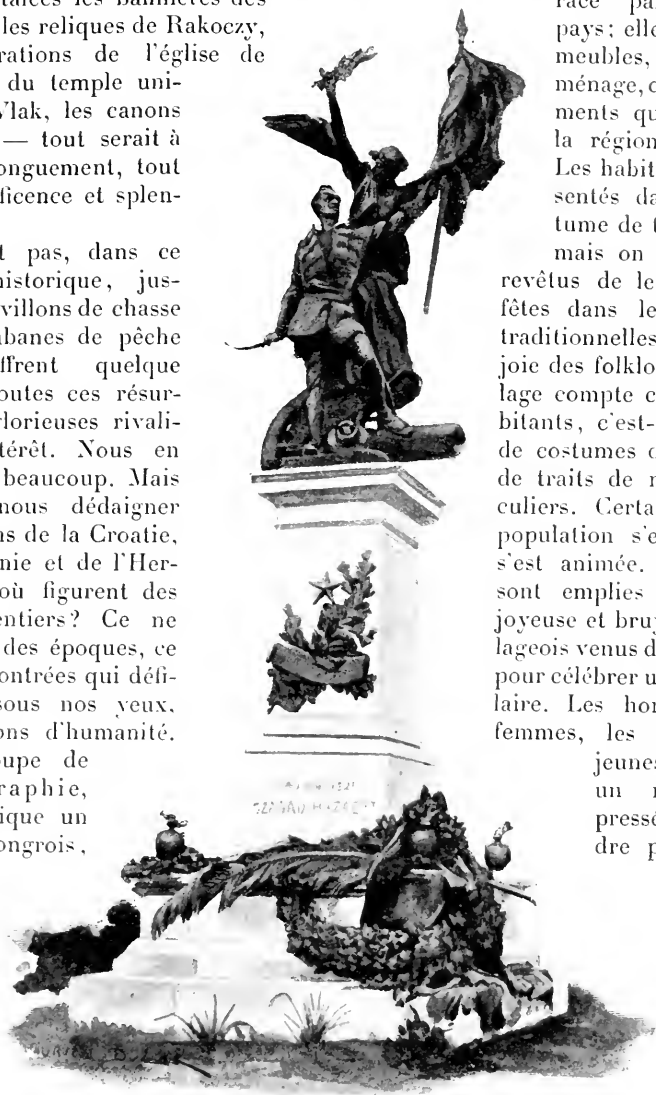 les bannières des
les reliques de Rakoczy,
rations de l'église de
du temple uni-
Vlak, les canons
— tout serait à
onguement, tout
ificence et splen-
t pas, dans ce
historique, jus-
villons de chasse
abanes de pêche
ffrent quelque
outes ces résur-
lorieuses rivali-
térêt. Nous en
beaucoup. Mais
nous dédaigner
ns de la Croatie,
nie et de l'Her-
où figurent des
entiers? Ce ne
des époques, ce
ontrées qui défi-
sous nos yeux,
ons d'humanité.
oupe de
raphie,
ique un
ongrois,
race pa
pays; elle
meubles,
ménage, c
ments qu
la région
Les habit
sentés da
tume de t
mais on
revêtus de le
fêtes dans le
traditionnelles
joie des folklo
lage compte c
bitants, c'est-
de costumes c
de traits de r
culiers. Certa
population s'e
s'est animée.
sont emplies
joyeuse et bru
lageois venus d
pour célébrer u
laire. Les hor
femmes, les
jeunes
un r
pressé
dre p